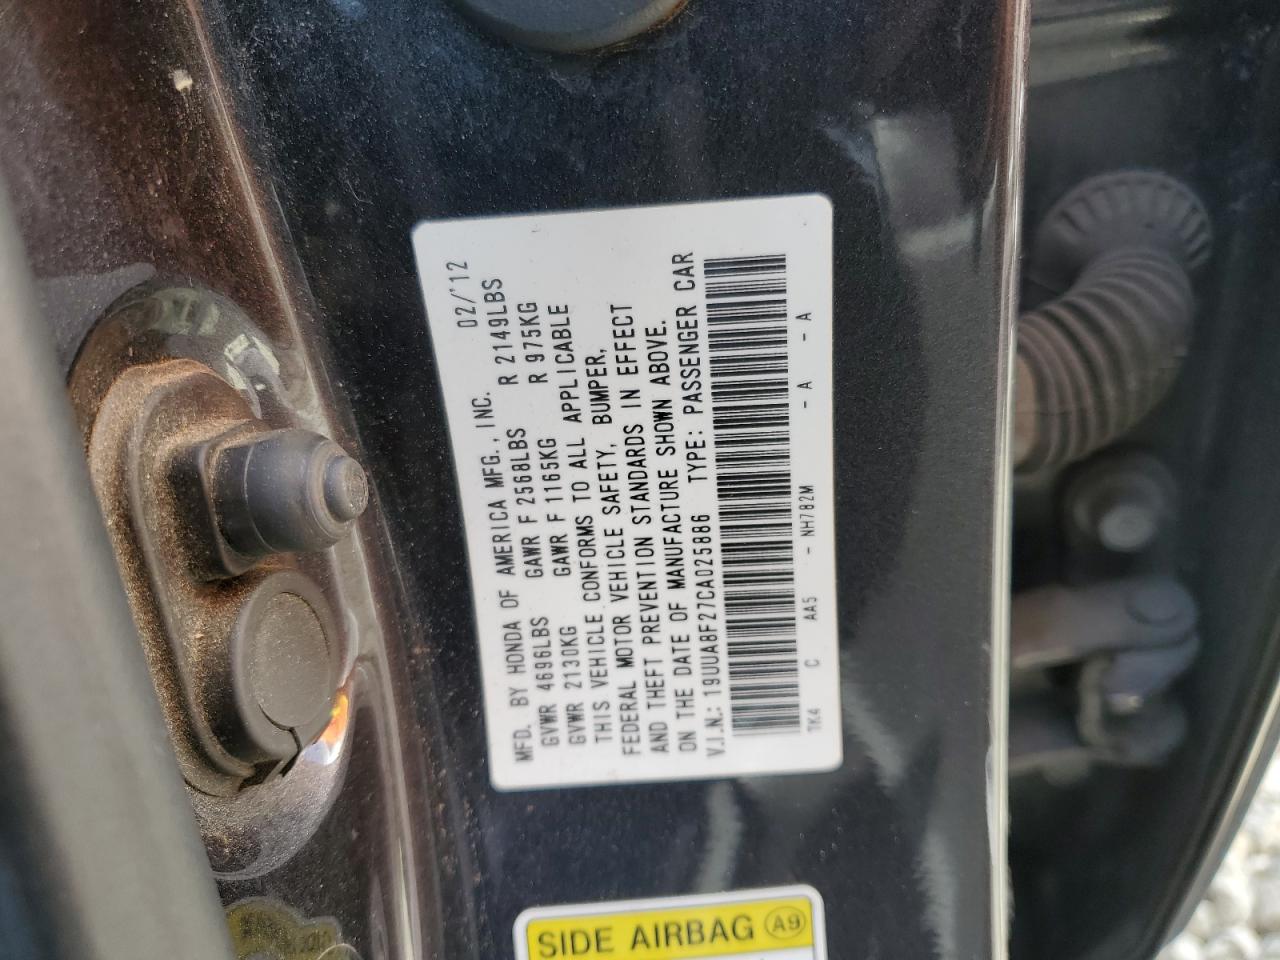 MFD. BY HONDA OF AMERICA MFG., INC. 02/'12
GVWR 4696LBS GAWR F 2568LBS R 2149LBS
GVWR 2130KG GAWR F 1165KG R 975KG
THIS VEHICLE CONFORMS TO ALL APPLICABLE
FEDERAL MOTOR VEHICLE SAFETY, BUMPER,
AND THEFT PREVENTION STANDARDS IN EFFECT
ON THE DATE OF MANUFACTURE SHOWN ABOVE.
V.I.N.: 19UUA8F27CA025886 TYPE: PASSENGER CAR
TK4 C AA5 - NH782M - A - A
SIDE AIRBAG A9